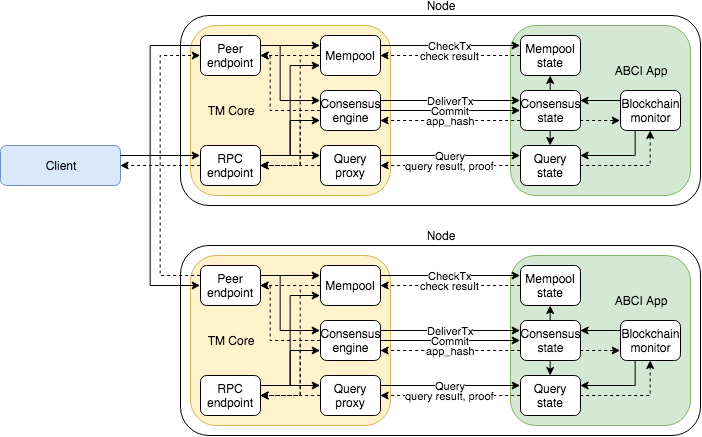 Node
Peer
endpoint
Mempool
CheckTx
check result
Mempool
state
ABCI App
TM Core
Consensus
engine
DeliverTx
Commit
app_hash
Consensus
state
Blockchain
monitor
Client
RPC
endpoint
Query
proxy
Query
query result, proof
Query
state
Node
Peer
endpoint
Mempool
CheckTx
check result
Mempool
state
ABCI App
TM Core
Consensus
engine
DeliverTx
Commit
app_hash
Consensus
state
Blockchain
monitor
RPC
endpoint
Query
proxy
Query
query result, proof
Query
state